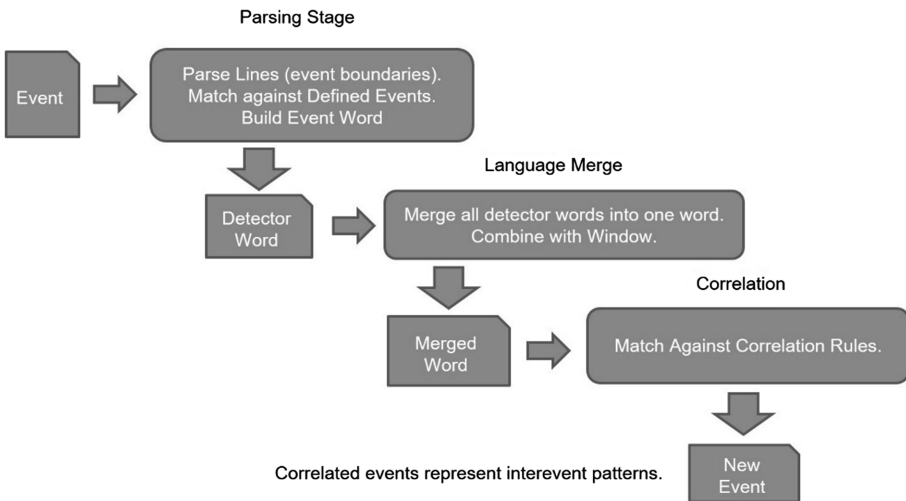 Parsing Stage
Event
Parse Lines (event boundaries).
Match against Defined Events.
Build Event Word
Language Merge
Detector
Word
Merge all detector words into one word.
Combine with Window.
Correlation
Merged
Word
Match Against Correlation Rules.
Correlated events represent interevent patterns.
New
Event